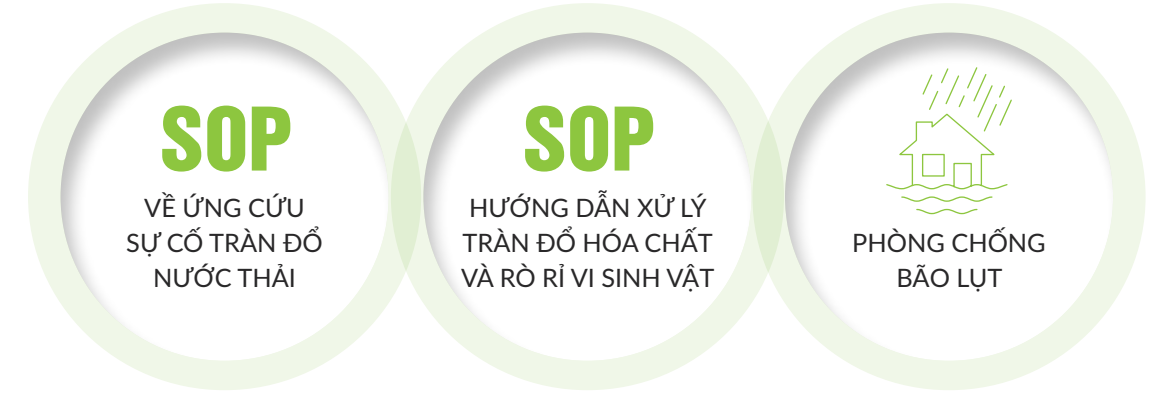 SOP
VỀ ỨNG CỨU
SỰ CỐ TRÀN ĐỔ
NƯỚC THẢI
SOP
HƯỚNG DẪN XỬ LÝ
TRÀN ĐỔ HÓA CHẤT
VÀ RÒ RỈ VI SINH VẬT
PHÒNG CHỐNG
BÃO LỤT